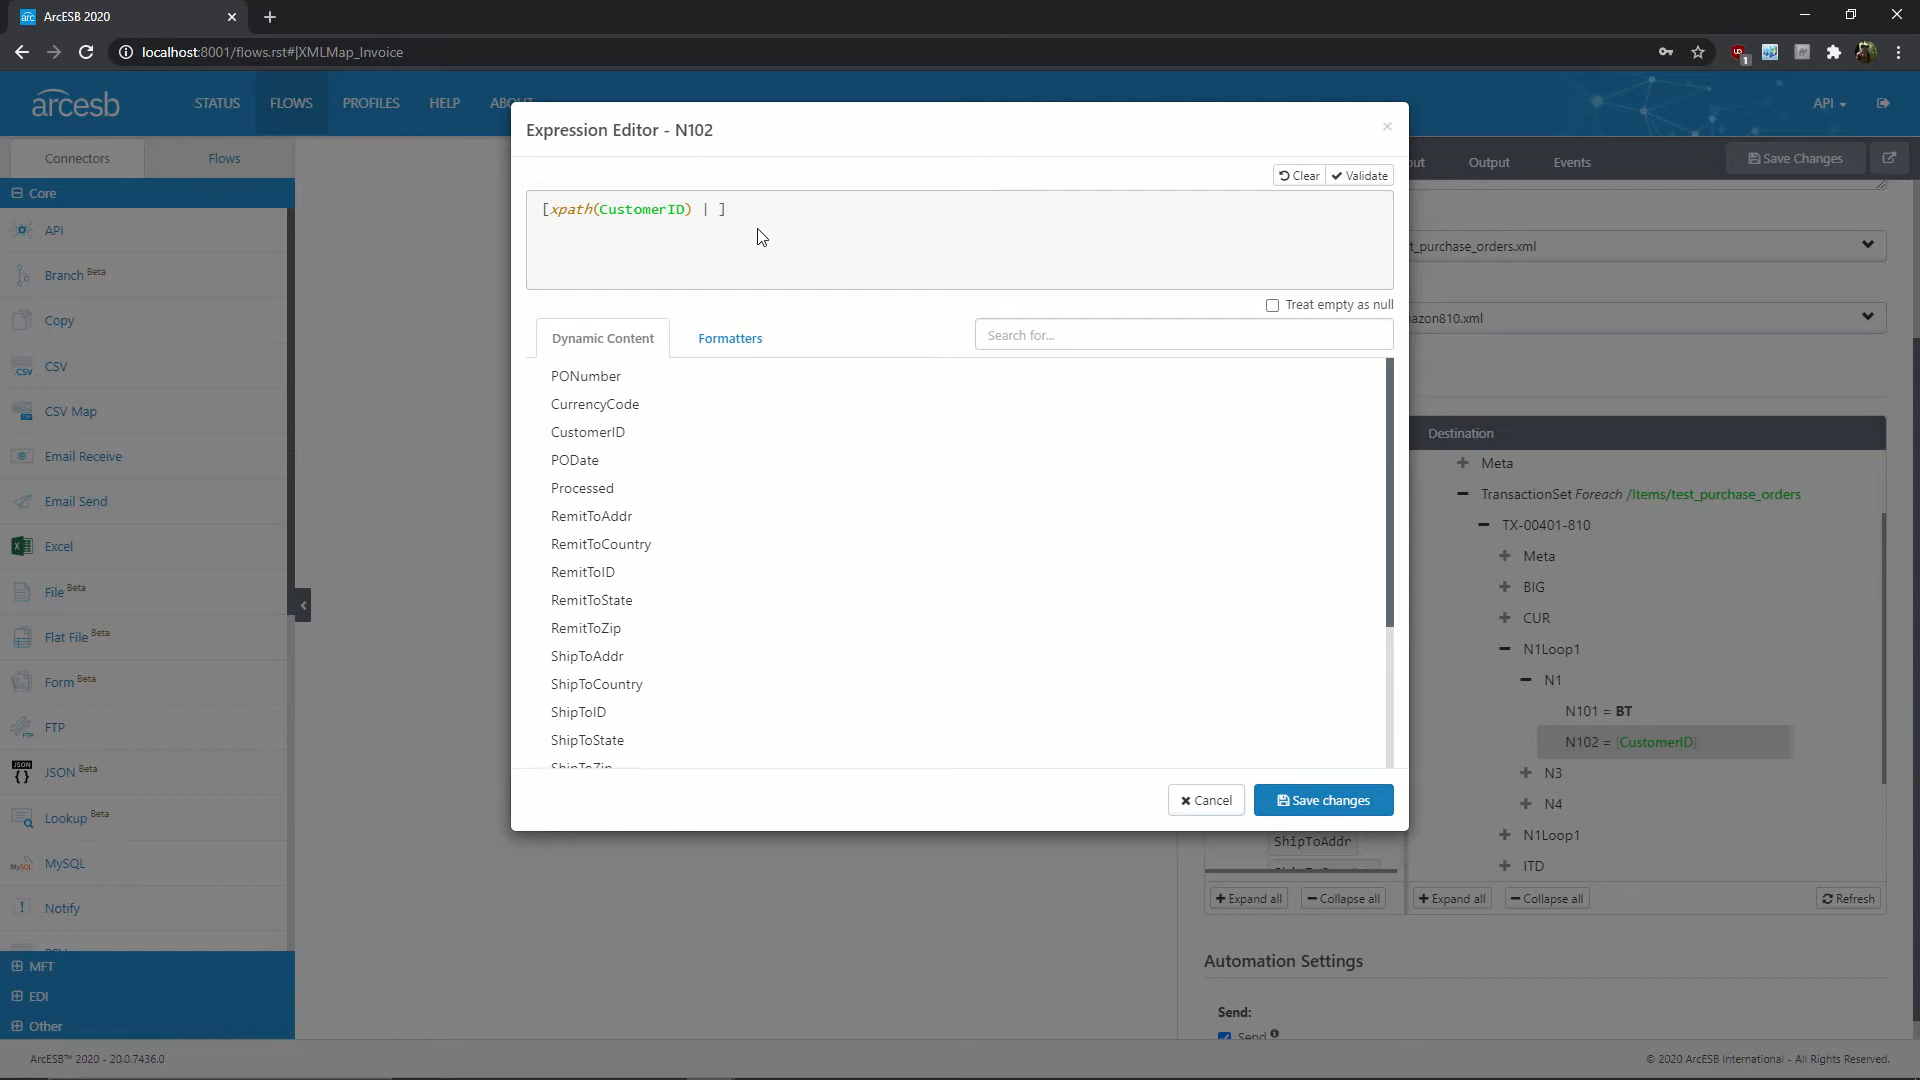 arc ArcESB 2020
localhost:8001/flows.rst#|XMLMap_Invoice
UD
1
arcesb
STATUS FLOWS PROFILES HELP ABOUT
API
Expression Editor - N102
×
Connectors Flows
Output Events Save Changes
Core
API
Branch Beta
Copy
.CSV CSV
CSV Map
Email Receive
Email Send
Excel
File Beta
Flat File Beta
Form Beta
FTP
JSON JSON Beta
Lookup Beta
MySQL MySQL
Notify
MFT
EDI
Other
Clear Validate
[xpath(CustomerID) | ]
Treat empty as null
Dynamic Content Formatters Search for...
PONumber
CurrencyCode
CustomerID
PODate
Processed
RemitToAddr
RemitToCountry
RemitToID
RemitToState
RemitToZip
ShipToAddr
ShipToCountry
ShipToID
ShipToState
ShipToZip
Cancel Save changes
t_purchase_orders.xml
azon810.xml
Destination
Meta
TransactionSet Foreach /Items/test_purchase_orders
TX-00401-810
Meta
BIG
CUR
N1Loop1
N1
N101 = BT
N102 = [CustomerID]
N3
N4
N1Loop1
ITD
ShipToAddr
Expand all Collapse all Expand all Collapse all Refresh
Automation Settings
Send:
Send
ArcESB™ 2020 - 20.0.7436.0
© 2020 ArcESB International - All Rights Reserved.